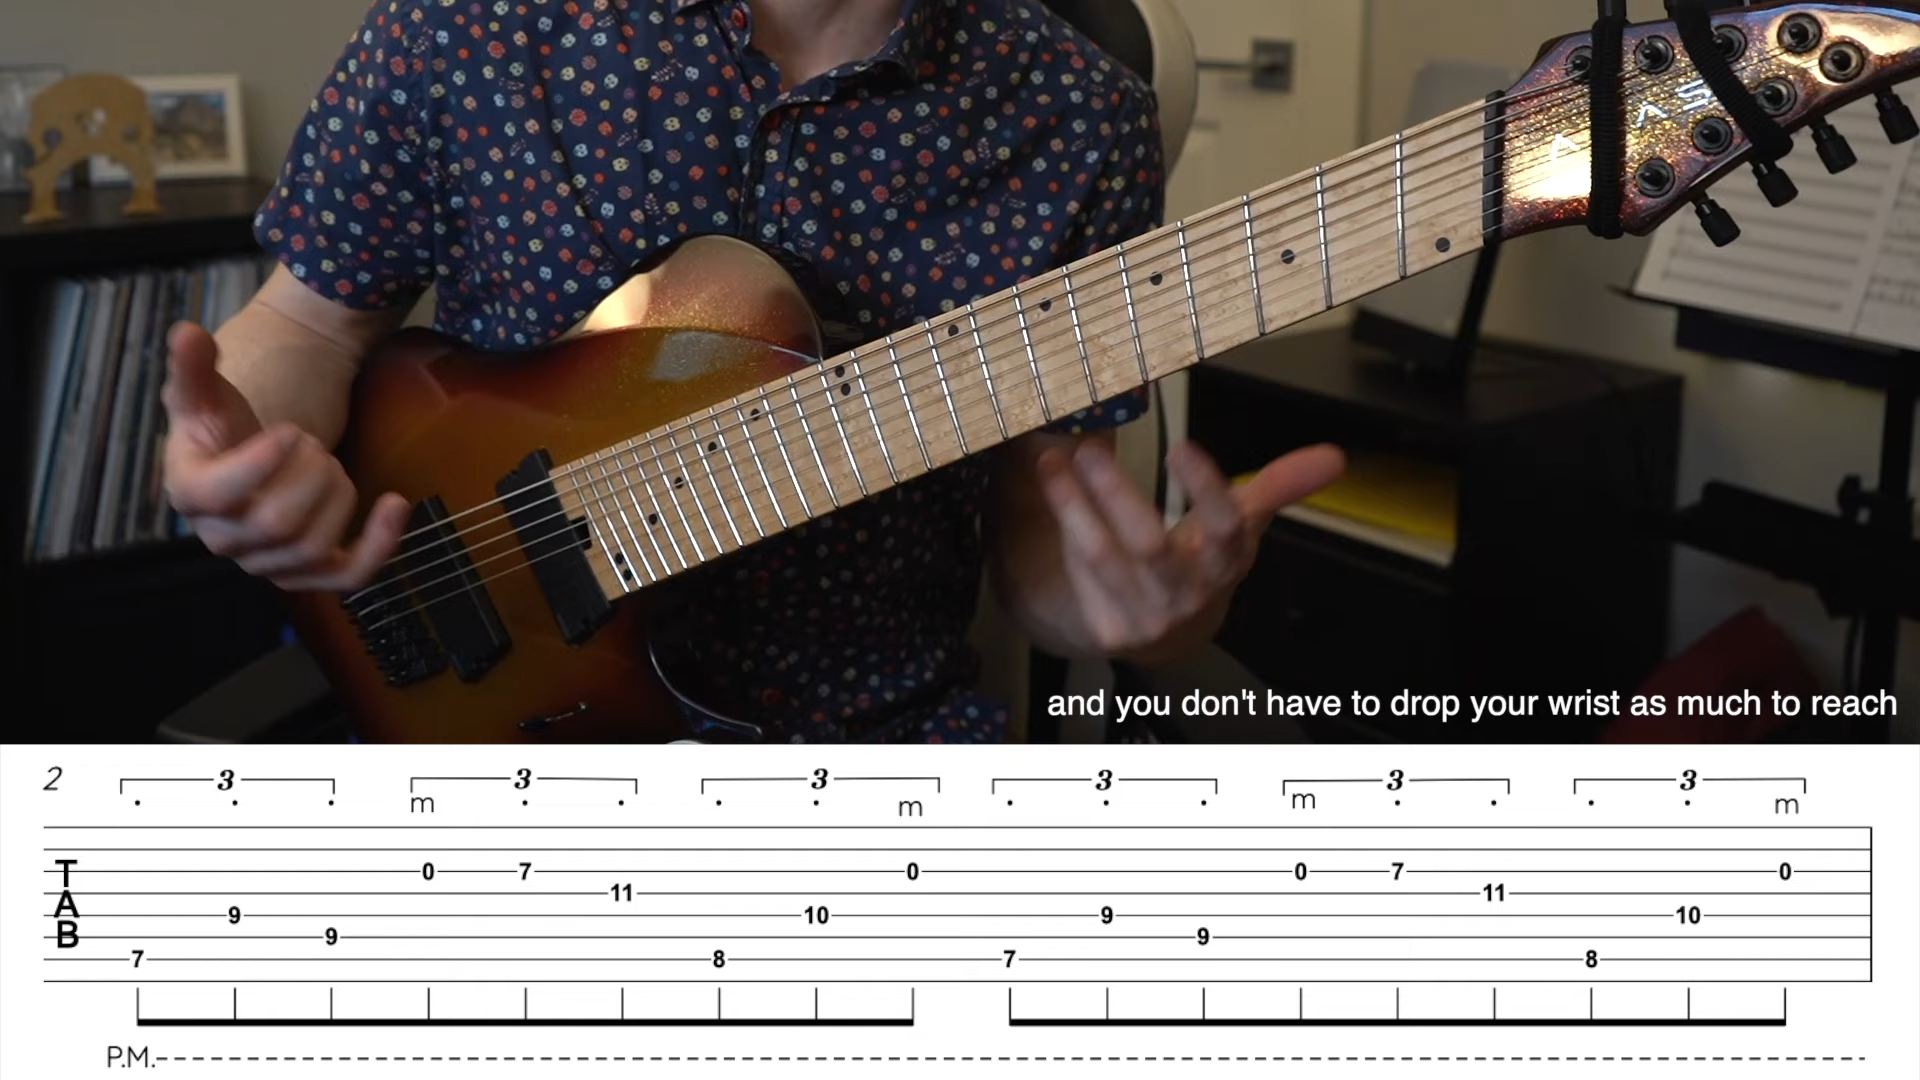 A A S
and you don't have to drop your wrist as much to reach
2 3 3 3 3 3 3
m m m m
T 0 7 0 0 7 0
11 11
A 9 10 9 10
B 9 9
7 8 7 8
P.M.